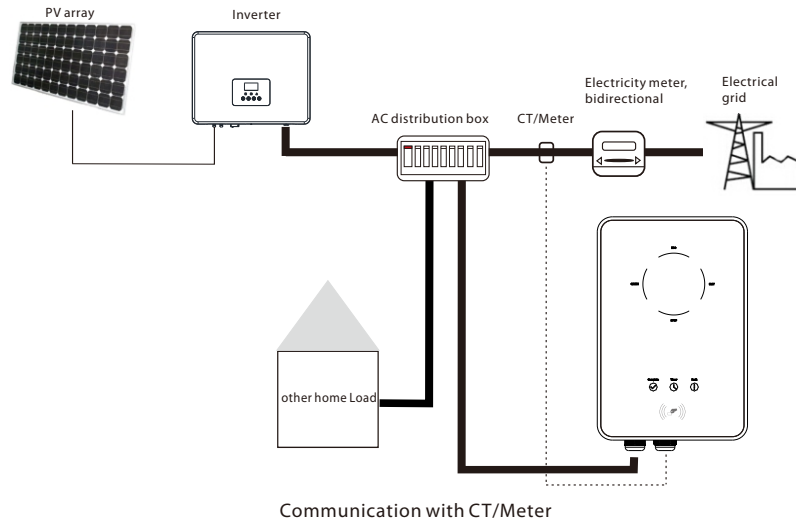 PV array
Inverter
Electricity meter,
bidirectional
Electrical
grid
AC distribution box
CT/Meter
other home Load
Communication with CT/Meter